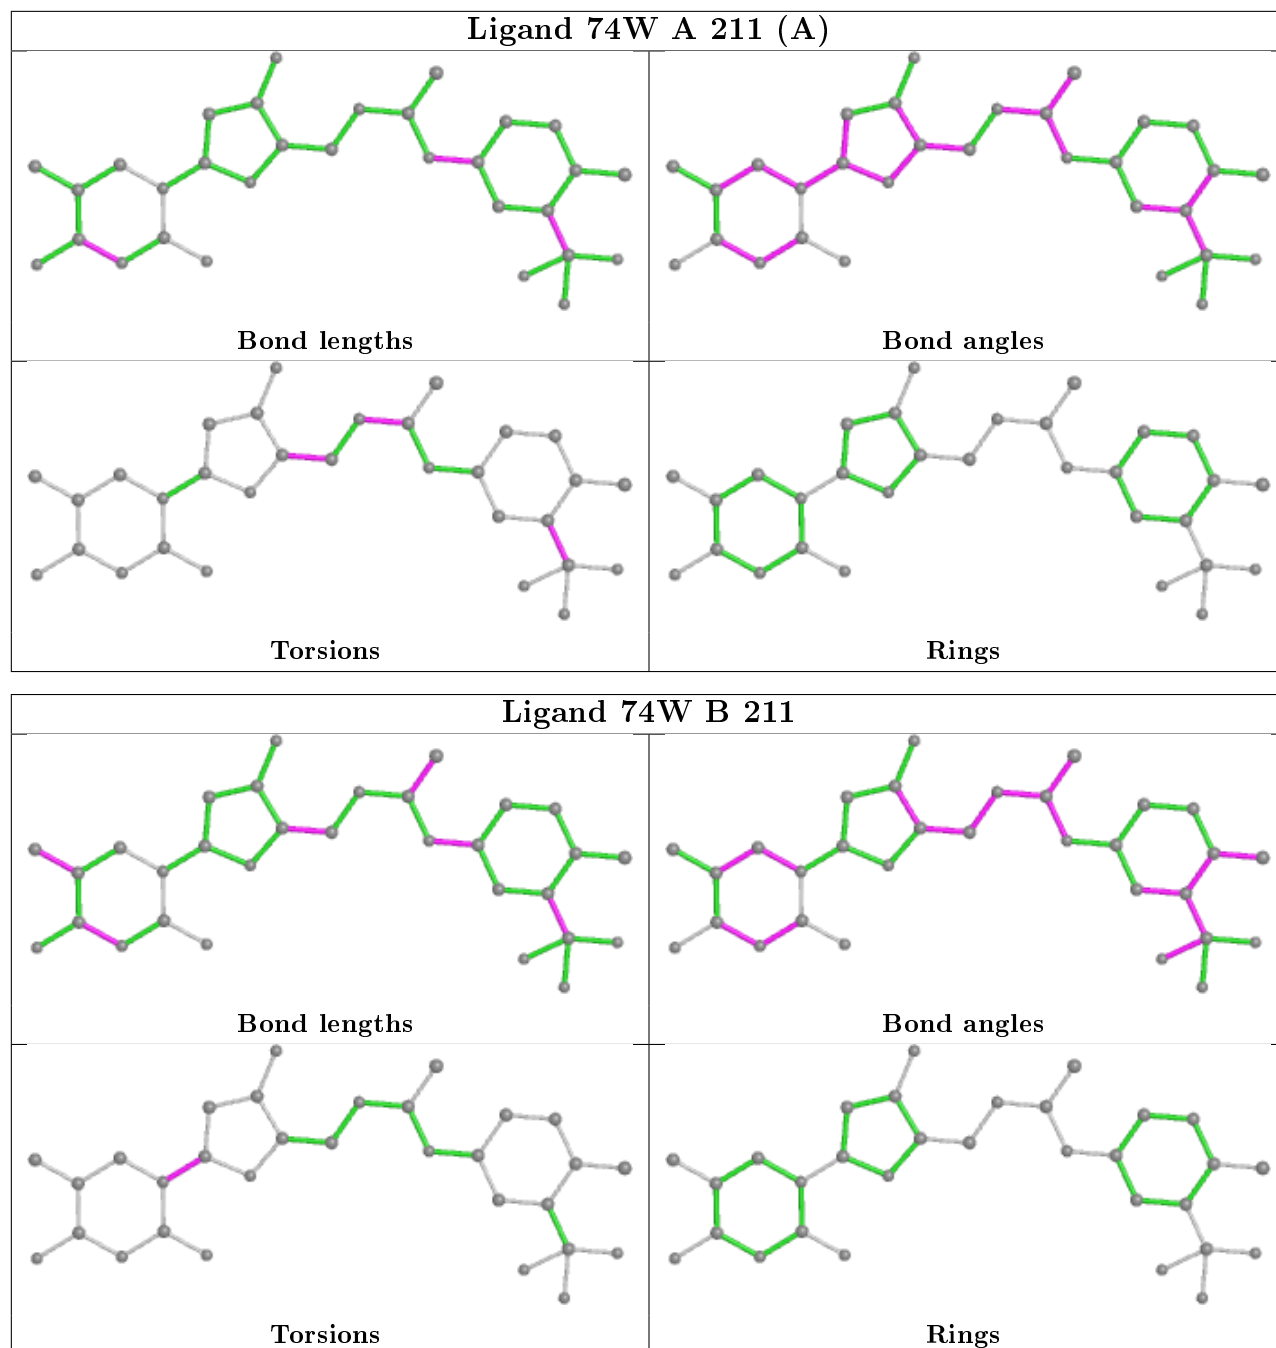 Ligand 74W A 211 (A)
Bond lengths
Bond angles
Torsions
Rings
Ligand 74W B 211
Bond lengths
Bond angles
Torsions
Rings